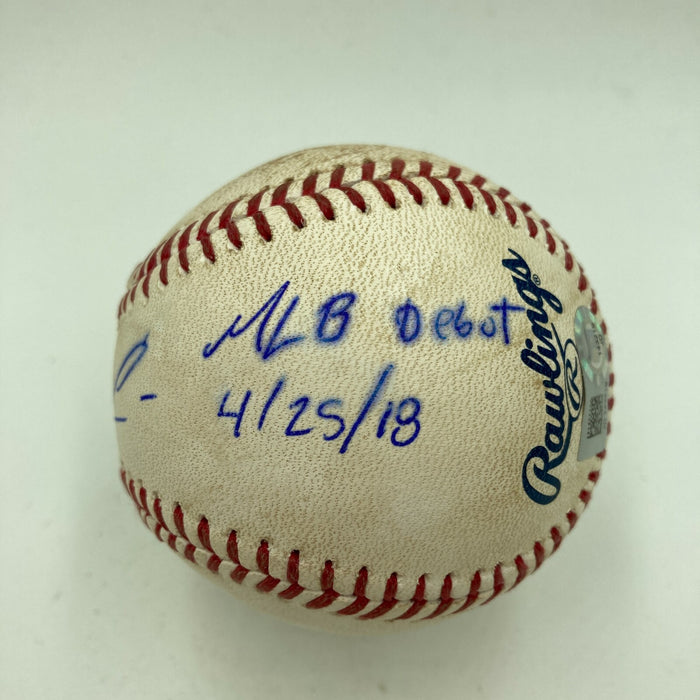 MLB Debut
4/25/18
Rawlings®
R